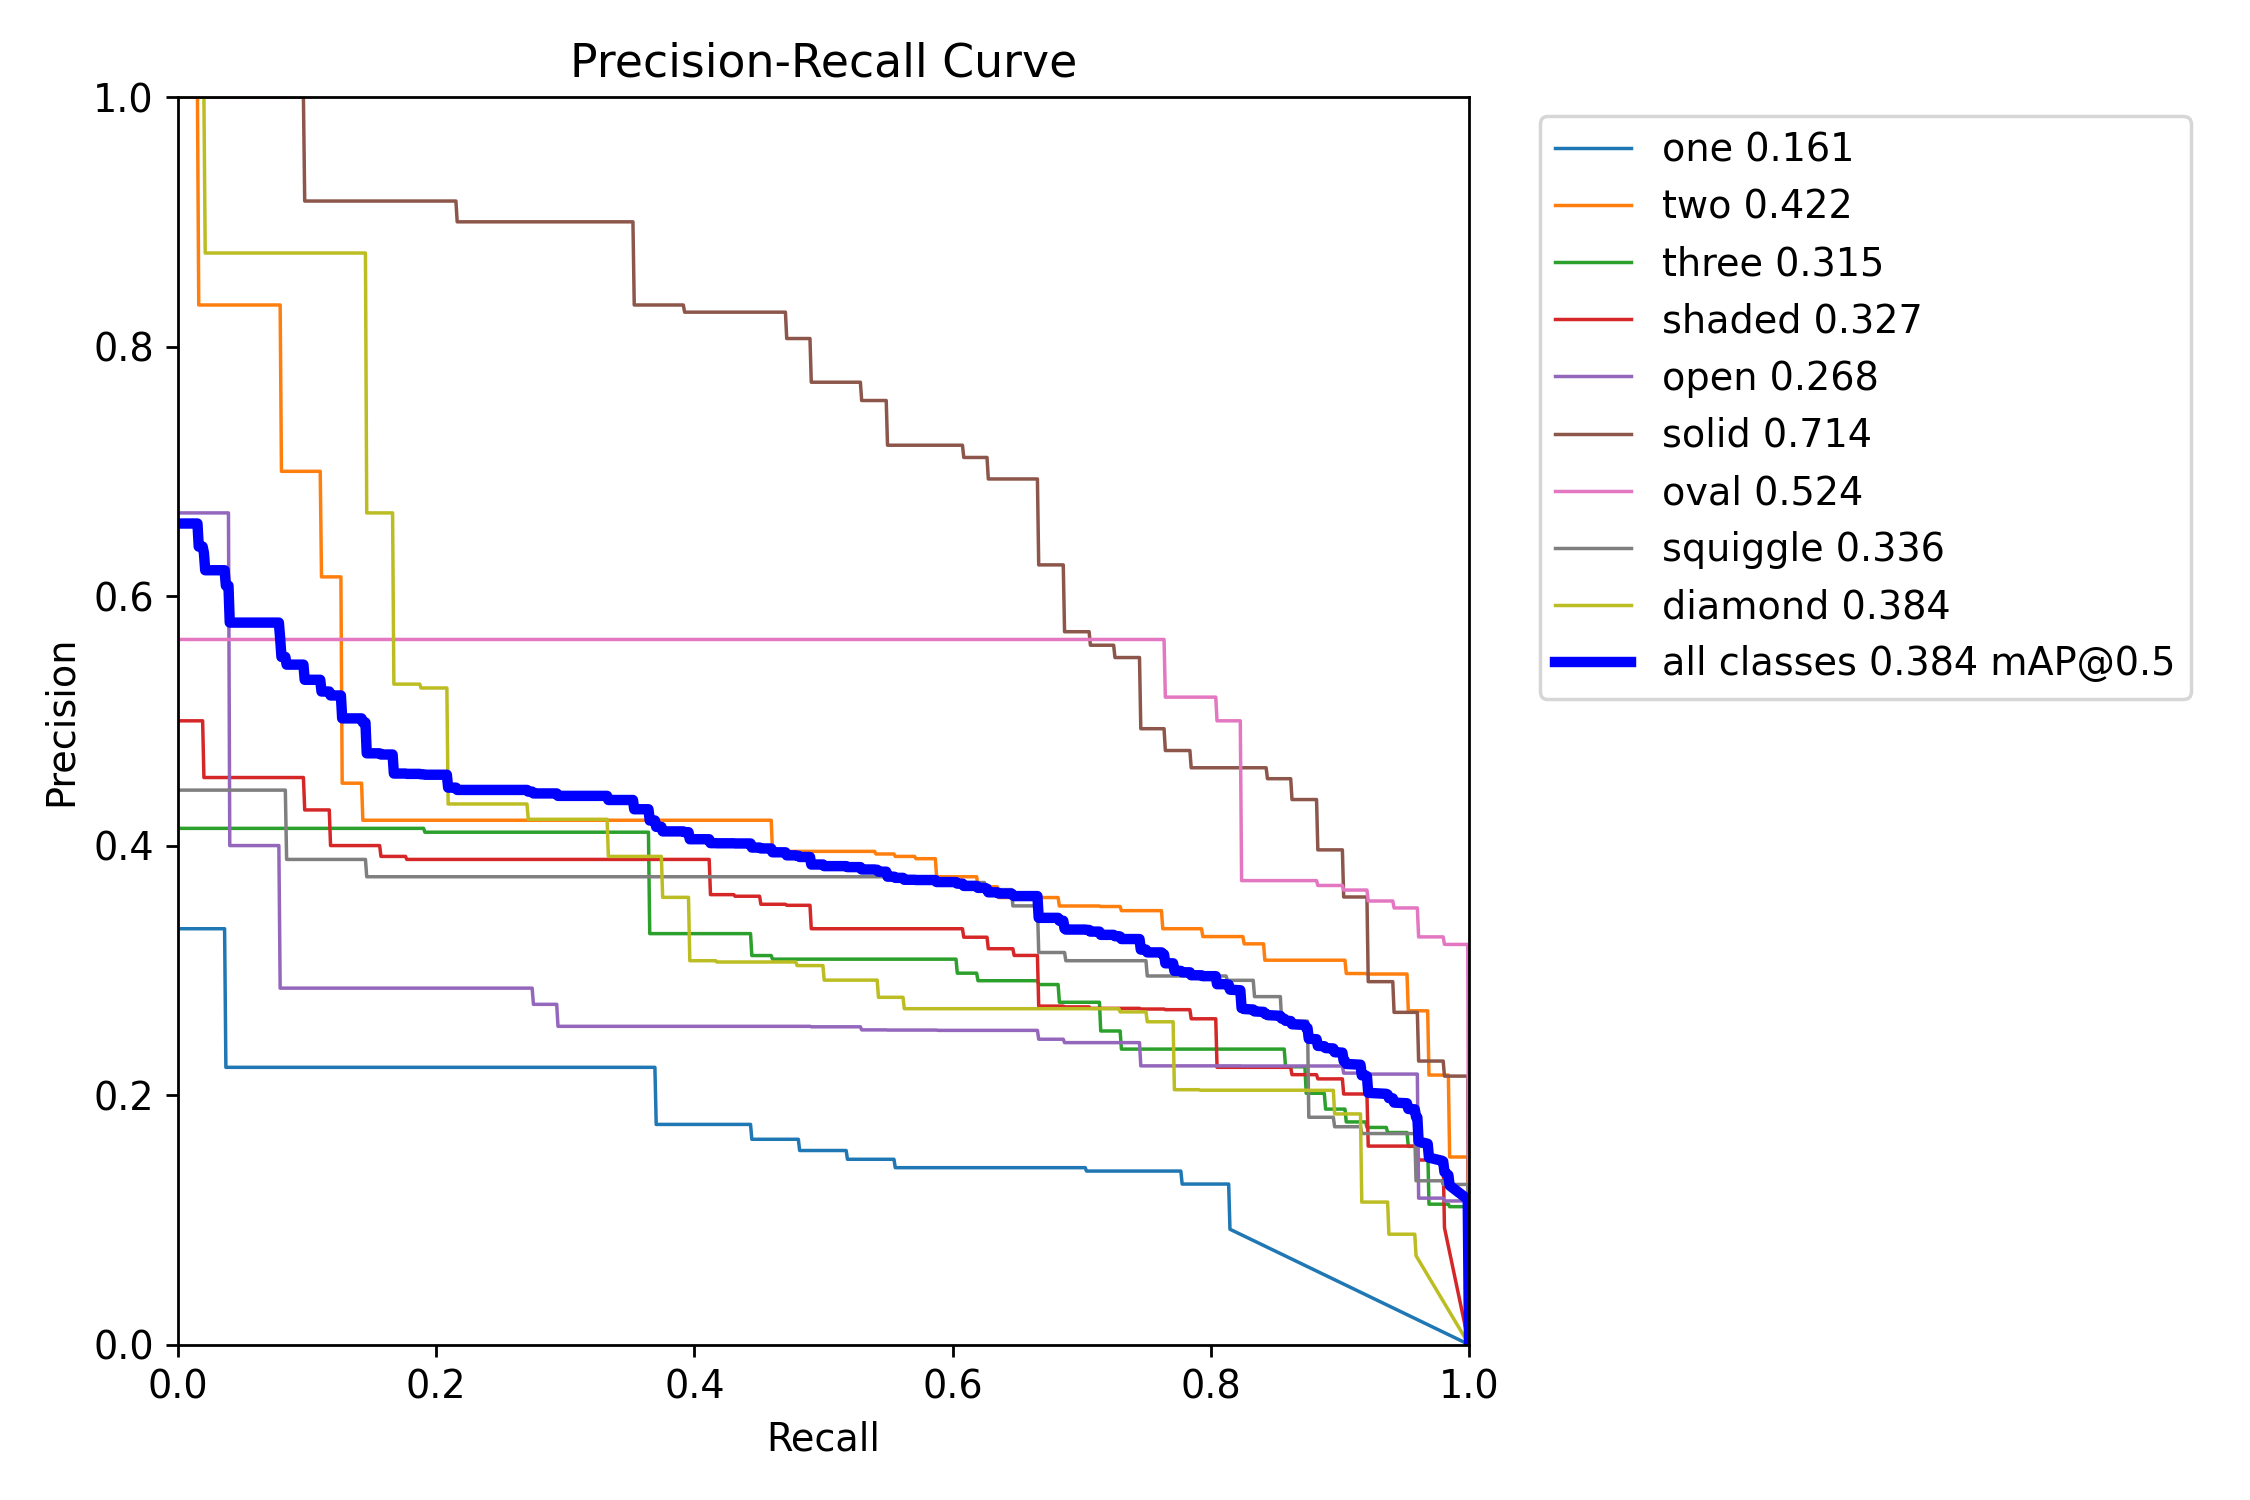 Precision-Recall Curve
1.0
0.8
0.6
0.4
0.2
0.0
Precision
0.0 0.2 0.4 0.6 0.8 1.0
Recall
one 0.161
two 0.422
three 0.315
shaded 0.327
open 0.268
solid 0.714
oval 0.524
squiggle 0.336
diamond 0.384
all classes 0.384 mAP@0.5